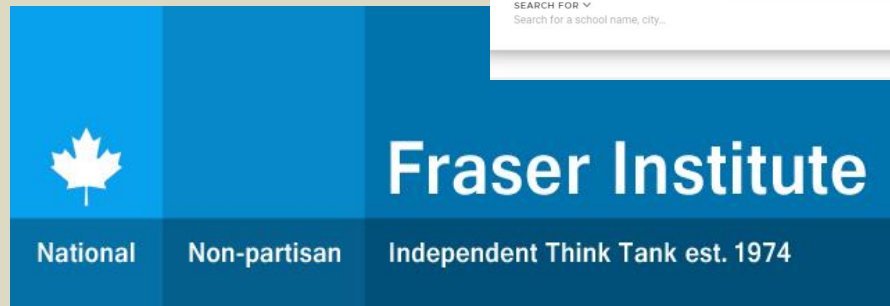 SEARCH FOR
Search for a school name, city...
Fraser Institute
National Non-partisan Independent Think Tank est. 1974